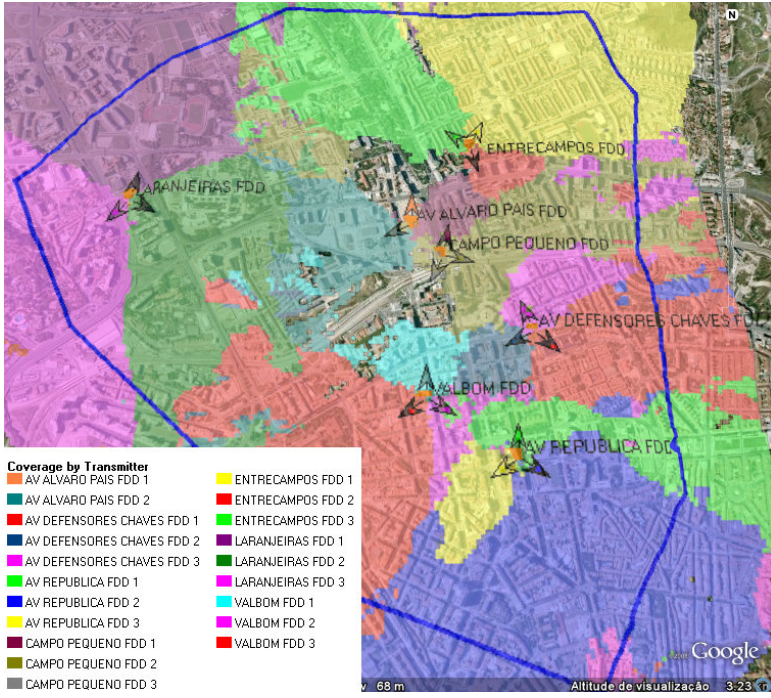 N
ENTRECAMPOS FDD
LARANJEIRAS FDD
AV ALVARO PAIS FDD
CAMPO PEQUENO FDD
AV DEFENSORES CHAVES FD
VALBOM FDD
AV REPUBLICA FDD
Coverage by Transmitter
AV ALVARO PAIS FDD 1
AV ALVARO PAIS FDD 2
AV DEFENSORES CHAVES FDD 1
AV DEFENSORES CHAVES FDD 2
AV DEFENSORES CHAVES FDD 3
AV REPUBLICA FDD 1
AV REPUBLICA FDD 2
AV REPUBLICA FDD 3
CAMPO PEQUENO FDD 1
CAMPO PEQUENO FDD 2
CAMPO PEQUENO FDD 3
ENTRECAMPOS FDD 1
ENTRECAMPOS FDD 2
ENTRECAMPOS FDD 3
LARANJEIRAS FDD 1
LARANJEIRAS FDD 2
LARANJEIRAS FDD 3
VALBOM FDD 1
VALBOM FDD 2
VALBOM FDD 3
Google
68 m
Altitude de visualização 3.23